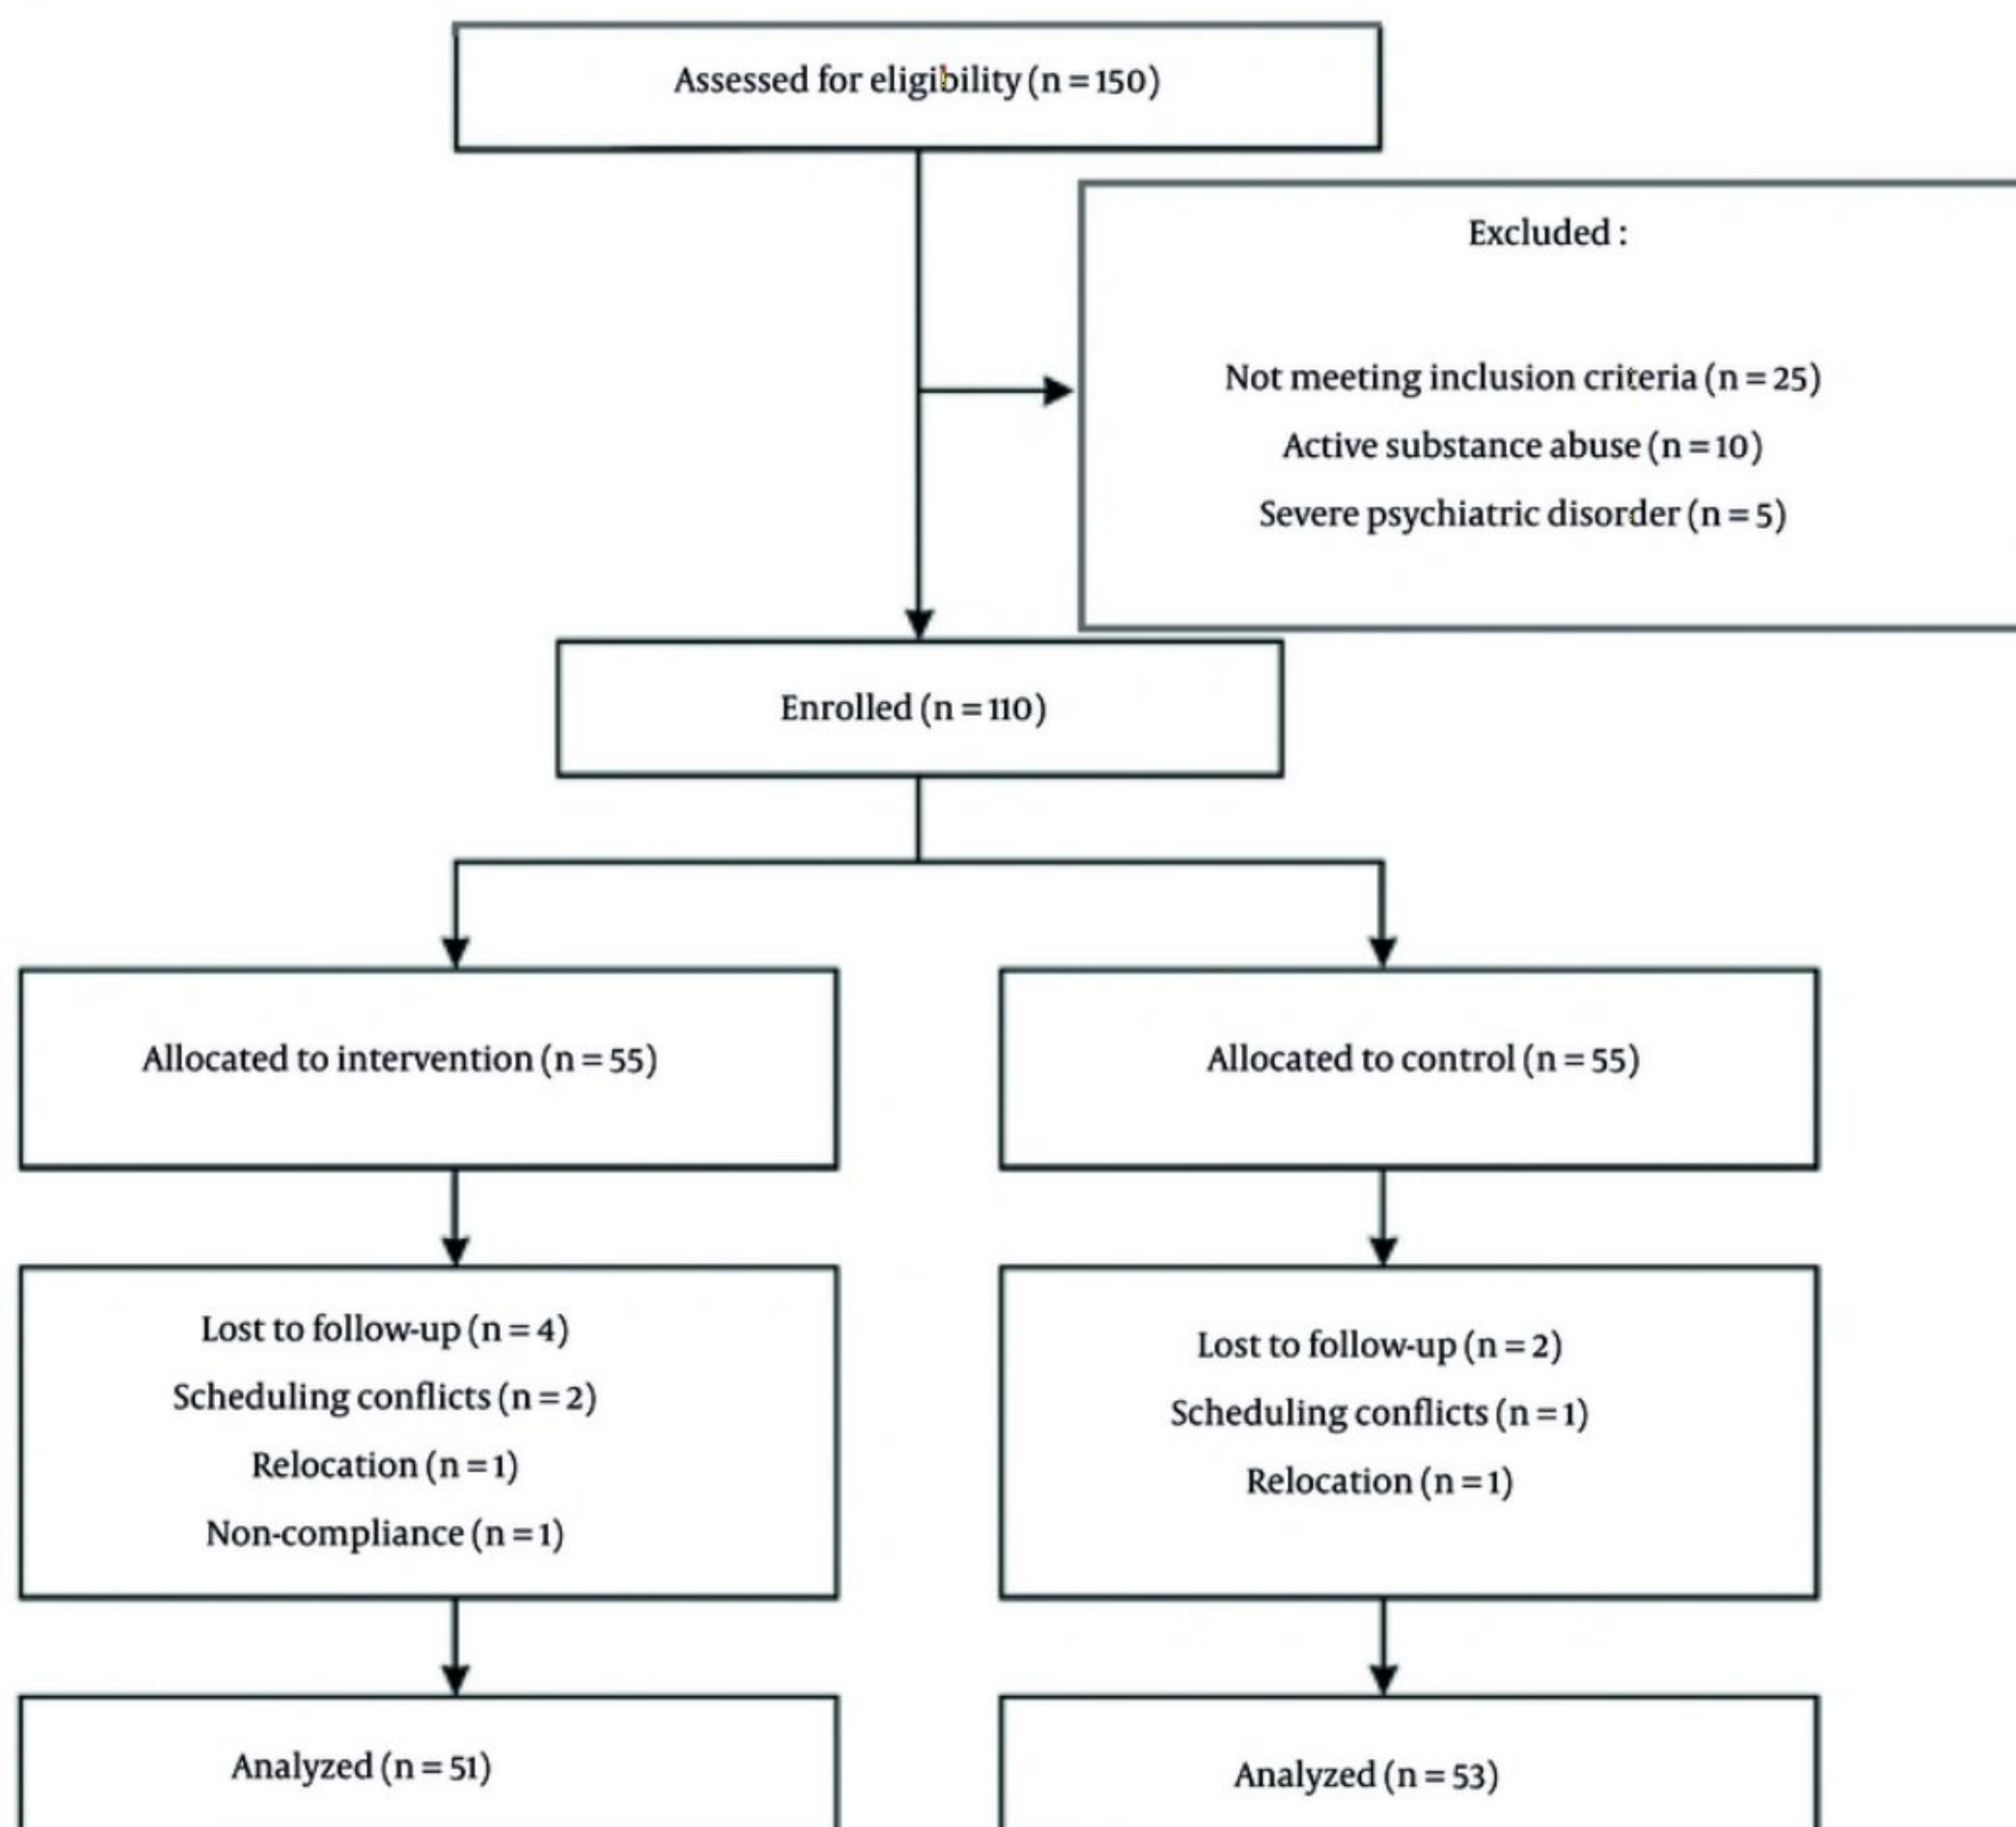 Assessed for eligibility (n = 150)
Excluded :
Not meeting inclusion criteria (n = 25)
Active substance abuse (n = 10)
Severe psychiatric disorder (n = 5)
Enrolled (n = 110)
Allocated to intervention (n = 55)
Allocated to control (n = 55)
Lost to follow-up (n = 4)
Scheduling conflicts (n = 2)
Relocation (n = 1)
Non-compliance (n = 1)
Lost to follow-up (n = 2)
Scheduling conflicts (n = 1)
Relocation (n = 1)
Analyzed (n = 51)
Analyzed (n = 53)